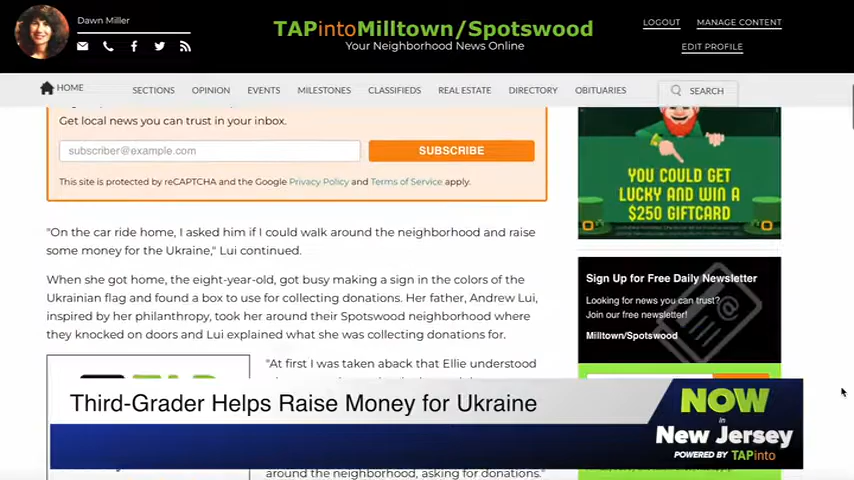 Dawn Miller
TAPintoMilltown/Spotswood
Your Neighborhood News Online
LOGOUT
MANAGE CONTENT
EDIT PROFILE
HOME
SECTIONS
OPINION
EVENTS
MILESTONES
CLASSIFIEDS
REAL ESTATE
DIRECTORY
OBITUARIES
SEARCH
Get local news you can trust in your inbox.
subscriber@example.com
SUBSCRIBE
This site is protected by reCAPTCHA and the Google Privacy Policy and Terms of Service apply.
"On the car ride home, I asked him if I could walk around the neighborhood and raise
some money for the Ukraine," Lui continued.
When she got home, the eight-year-old, got busy making a sign in the colors of the
Ukrainian flag and found a box to use for collecting donations. Her father, Andrew Lui,
inspired by her philanthropy, took her around their Spotswood neighborhood where
they knocked on doors and Lui explained what she was collecting donations for.
"At first I was taken aback that Ellie understood
around the neighborhood, asking for donations."
YOU COULD GET
LUCKY AND WIN A
$250 GIFTCARD
Sign Up for Free Daily Newsletter
Looking for news you can trust?
Join our free newsletter!
Milltown/Spotswood
Third-Grader Helps Raise Money for Ukraine
NOW
in
New Jersey
POWERED BY TAPinto